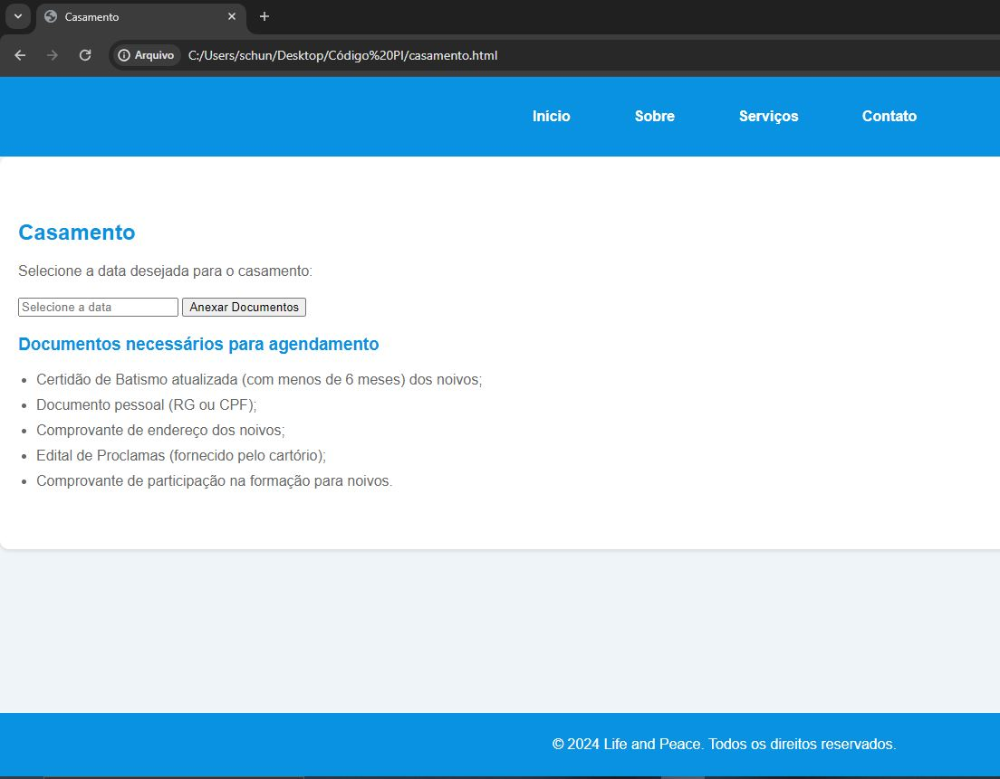 Casamento
Arquivo C:/Users/schun/Desktop/Código%20PI/casamento.html
Início Sobre Serviços Contato
Casamento
Selecione a data desejada para o casamento:
Selecione a data Anexar Documentos
Documentos necessários para agendamento
• Certidão de Batismo atualizada (com menos de 6 meses) dos noivos;
• Documento pessoal (RG ou CPF);
• Comprovante de endereço dos noivos;
• Edital de Proclamas (fornecido pelo cartório);
• Comprovante de participação na formação para noivos.
© 2024 Life and Peace. Todos os direitos reservados.